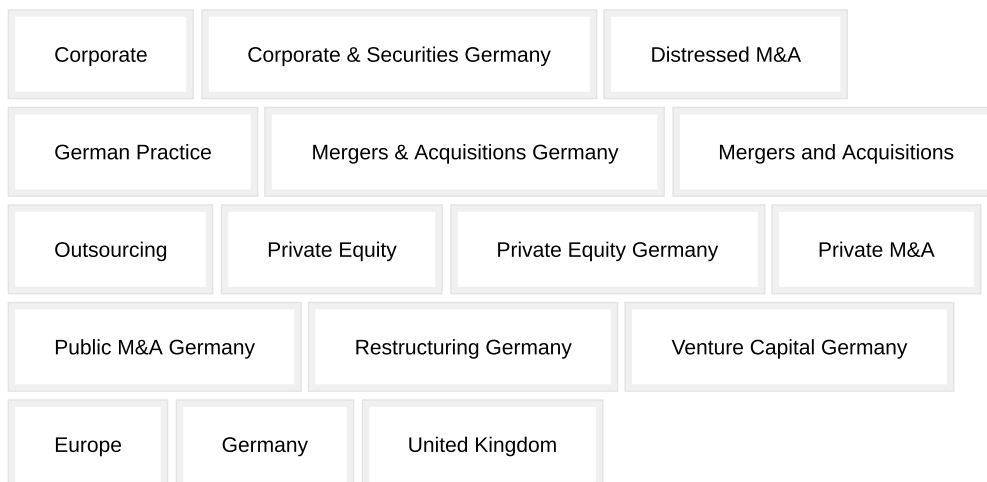 Corporate Corporate & Securities Germany Distressed M&A
German Practice Mergers & Acquisitions Germany Mergers and Acquisitions
Outsourcing Private Equity Private Equity Germany Private M&A
Public M&A Germany Restructuring Germany Venture Capital Germany
Europe Germany United Kingdom